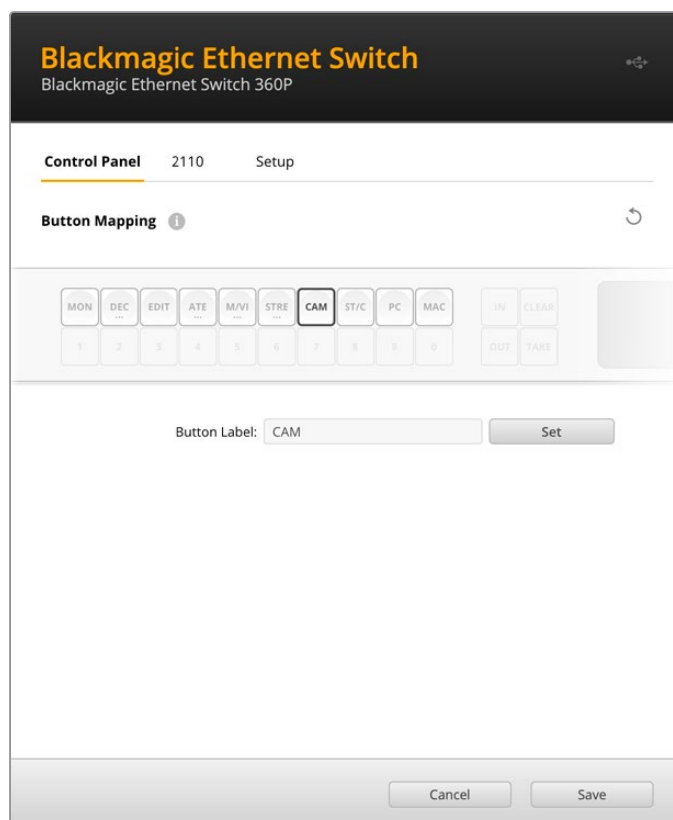 Blackmagic Ethernet Switch
Blackmagic Ethernet Switch 360P
Control Panel 2110 Setup
Button Mapping i
MON DEC ... EDIT ATE ... M/VI ... STRE ... CAM ST/C PC MAC IN CLEAR
1 2 3 4 5 6 7 8 9 0 OUT TAKE
Button Label: CAM Set
Cancel Save